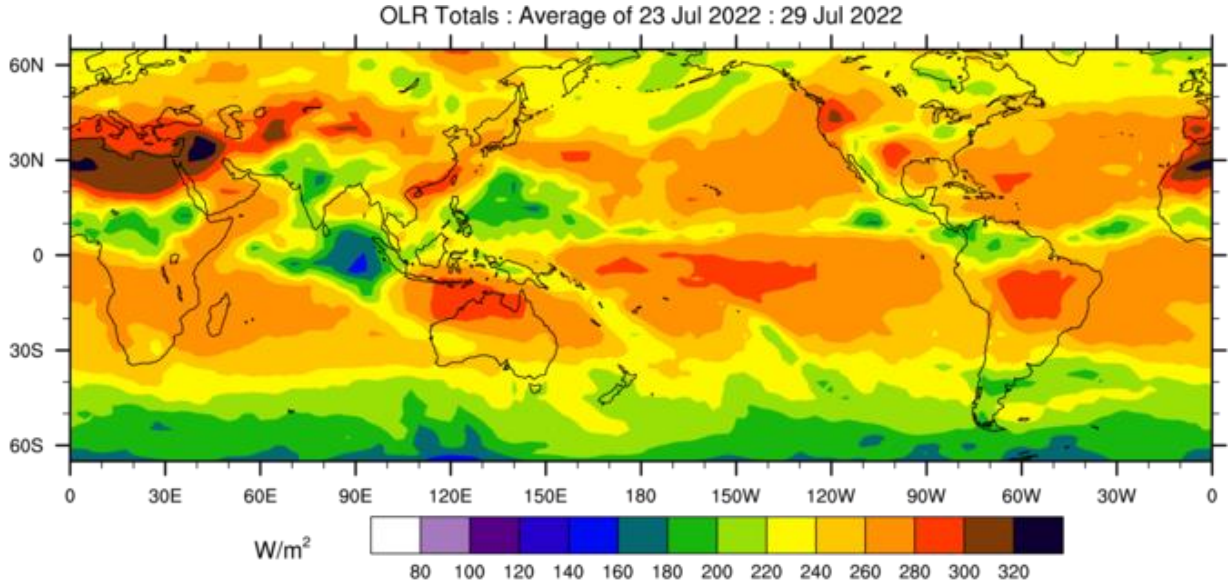 OLR Totals : Average of 23 Jul 2022 : 29 Jul 2022
60N
30N
0
30S
60S
0 30E 60E 90E 120E 150E 180 150W 120W 90W 60W 30W 0
W/m²
80 100 120 140 160 180 200 220 240 260 280 300 320